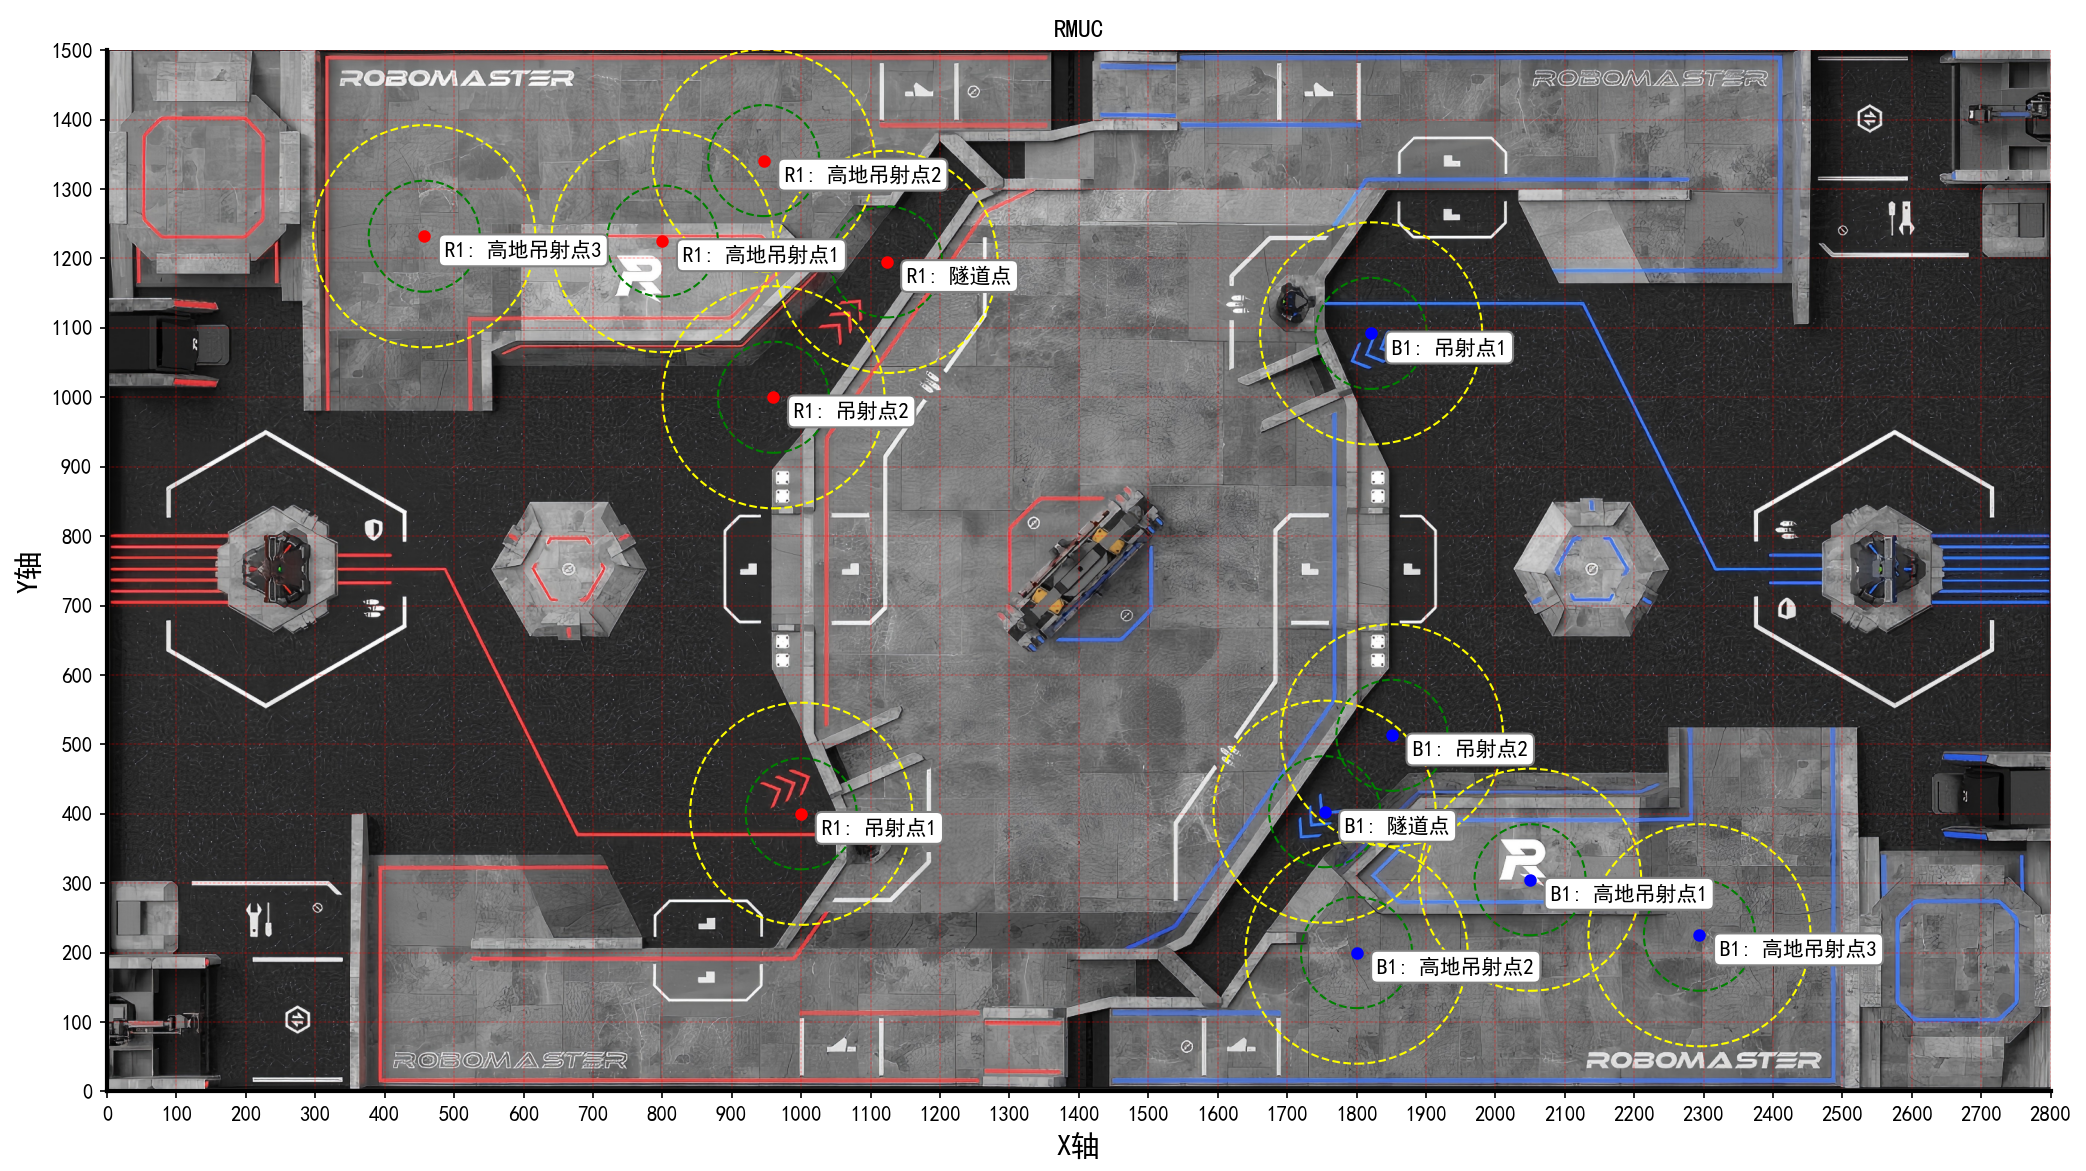 RMUC
1500
1400
1300
1200
1100
1000
900
800
700
600
500
400
300
200
100
0
Y轴
ROBOMASTER
ROBOMASTER
R1: 高地吊射点2
R1: 高地吊射点3
R1: 高地吊射点1
R1: 隧道点
B1: 吊射点1
R1: 吊射点2
B1: 吊射点2
R1: 吊射点1
B1: 隧道点
B1: 高地吊射点1
B1: 高地吊射点3
B1: 高地吊射点2
ROBOMASTER
ROBOMASTER
0 100 200 300 400 500 600 700 800 900 1000 1100 1200 1300 1400 1500 1600 1700 1800 1900 2000 2100 2200 2300 2400 2500 2600 2700 2800
X轴